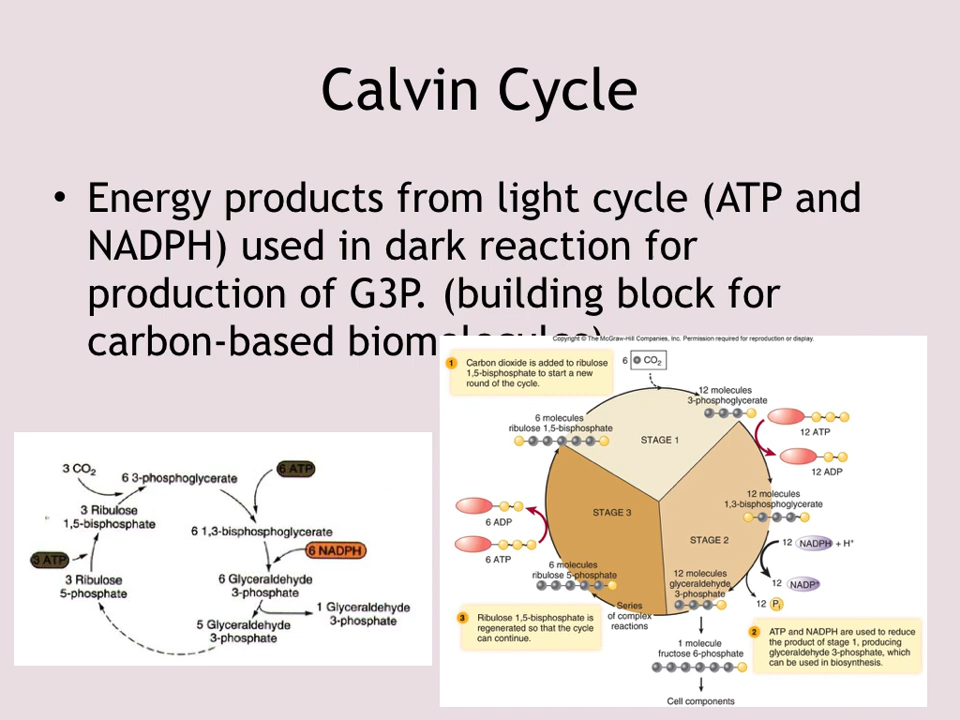 Calvin Cycle
• Energy products from light cycle (ATP and
NADPH) used in dark reaction for
production of G3P. (building block for
carbon-based biomolecules)
3 CO2
6 3-phosphoglycerate
6 ATP
3 Ribulose
1,5-bisphosphate
6 1,3-bisphosphoglycerate
3 ATP
6 NADPH
3 Ribulose
5-phosphate
6 Glyceraldehyde
3-phosphate
1 Glyceraldehyde
3-phosphate
5 Glyceraldehyde
3-phosphate
Copyright © The McGraw-Hill Companies, Inc. Permission required for reproduction or display.
1 Carbon dioxide is added to ribulose
1,5-bisphosphate to start a new
round of the cycle.
6 CO2
12 molecules
3-phosphoglycerate
6 molecules
ribulose 1,5-bisphosphate
STAGE 1
12 ATP
12 ADP
12 molecules
1,3-bisphosphoglycerate
STAGE 3
6 ADP
6 ATP
STAGE 2
12 NADPH + H+
12 NADP+
12 Pi
6 molecules
ribulose 5-phosphate
12 molecules
glyceraldehyde
3-phosphate
Series
of complex
reactions
3 Ribulose 1,5-bisphosphate is
regenerated so that the cycle
can continue.
2 ATP and NADPH are used to reduce
the product of stage 1, producing
glyceraldehyde 3-phosphate, which
can be used in biosynthesis.
1 molecule
fructose 6-phosphate
Cell components